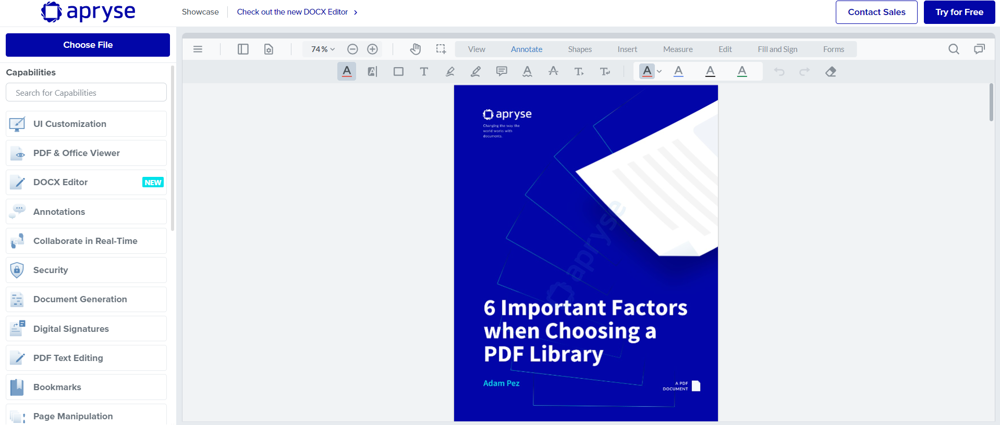 apryse
Showcase
Check out the new DOCX Editor
Contact Sales
Try for Free
Choose File
Capabilities
Search for Capabilities
UI Customization
PDF & Office Viewer
DOCX Editor
NEW
Annotations
Collaborate in Real-Time
Security
Document Generation
Digital Signatures
PDF Text Editing
Bookmarks
Page Manipulation
74%
View
Annotate
Shapes
Insert
Measure
Edit
Fill and Sign
Forms
apryse
Changing the way the
world works with
documents.
apryse
6 Important Factors
when Choosing a
PDF Library
Adam Pez
A PDF
DOCUMENT